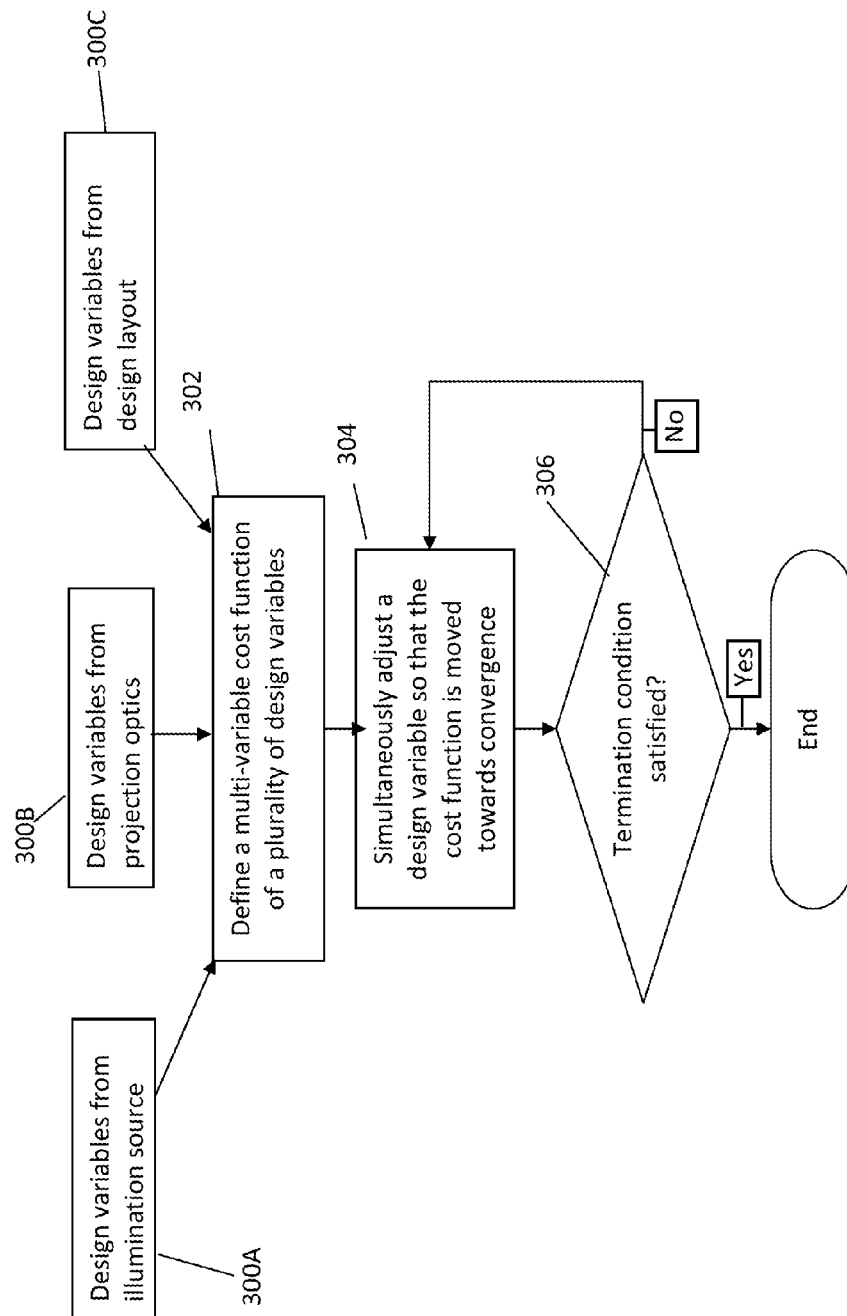 300A
Design variables from
illumination source
300B
Design variables from
projection optics
300C
Design variables from
design layout
302
Define a multi-variable cost function
of a plurality of design variables
304
Simultaneously adjust a
design variable so that the
cost function is moved
towards convergence
306
Termination condition
satisfied?
No
Yes
End